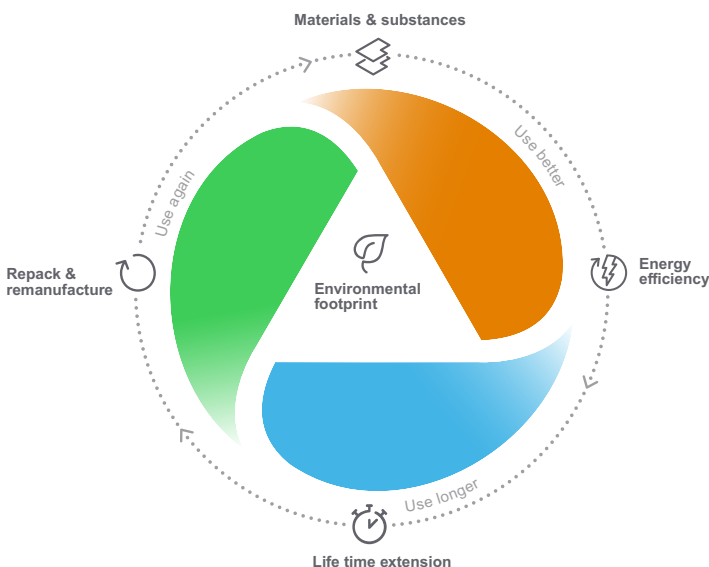 Materials & substances
Use better
Use again
Energy
efficiency
Repack &
remanufacture
Environmental
footprint
Use longer
Life time extension